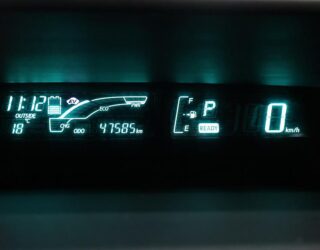 11:12
OUTSIDE
18 °C
CHG
ECO
PWR
ODO 47585 km
F
E
P
READY
0 km/h